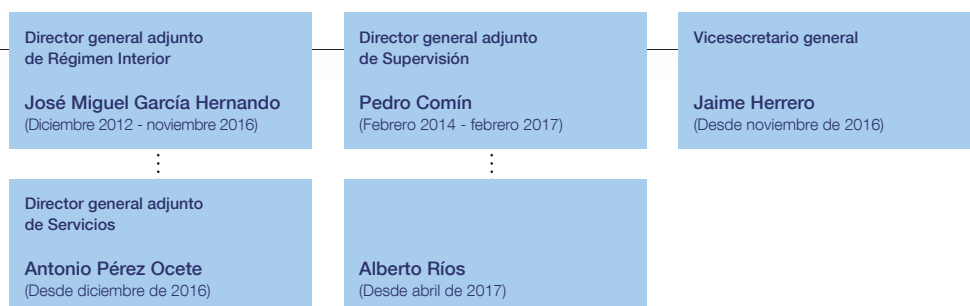 Director general adjunto
de Régimen Interior
José Miguel García Hernando
(Diciembre 2012 - noviembre 2016)
Director general adjunto
de Supervisión
Pedro Comín
(Febrero 2014 - febrero 2017)
Vicesecretario general
Jaime Herrero
(Desde noviembre de 2016)
Director general adjunto
de Servicios
Antonio Pérez Ocete
(Desde diciembre de 2016)
Alberto Ríos
(Desde abril de 2017)